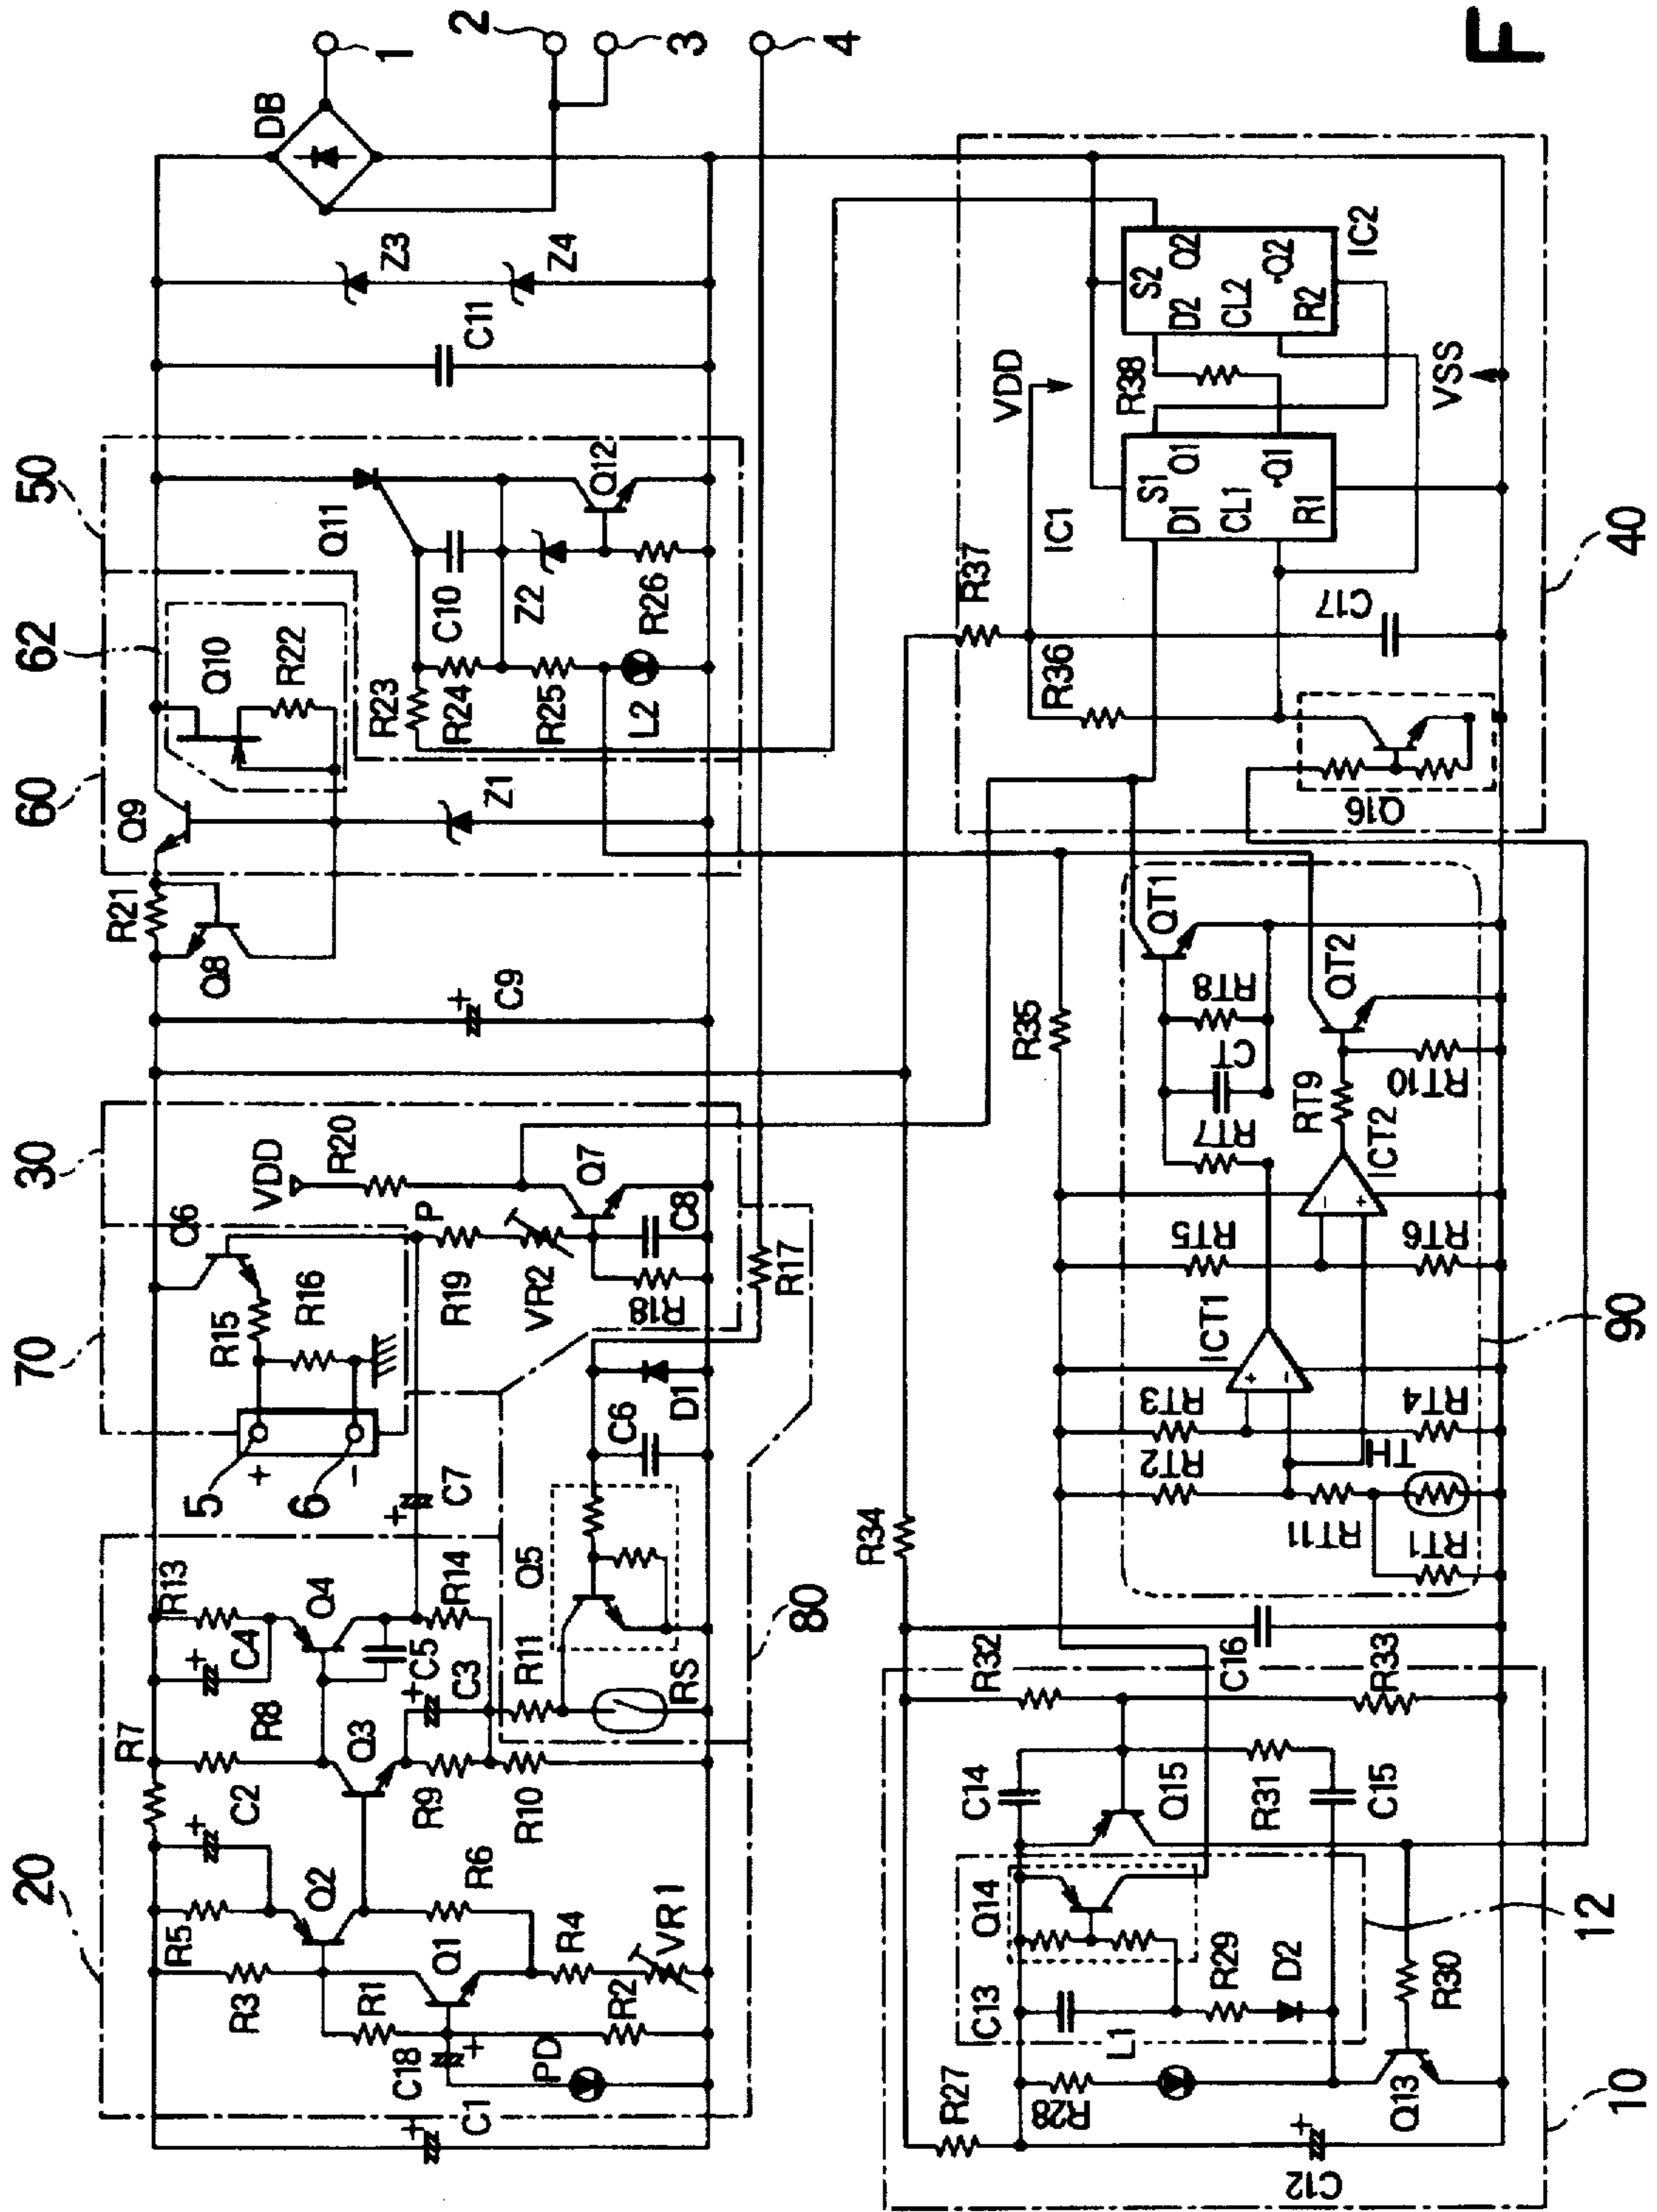 20
70
30
60
62
50
R7
R13
Q6
VDD
R20
R21
Q9
Q10
R22
Q11
DB
1
R5
C2
R8
C4
Q4
5
+
R15
R16
P
Q8
R3
Q2
Q3
C5
C3
R14
+
C7
6
−
R19
Q7
C9
+
Z1
R23
R24
C10
Z2
Q12
C11
Z3
Z4
2
3
R1
Q1
R6
R9
R10
R11
Q5
C6
VR2
R18
C8
R25
L2
R26
C18
+
R4
R2
VR1
PD
RS
D1
R17
C1
+
80
4
R27
R34
R35
R37
VDD
R32
C16
R36
IC1
R38
C13
Q14
C14
Q15
RT2
RT3
ICT1
RT5
RT7
CT
RT8
QT1
S1
D1
Q1
CL1
·Q1
R1
S2
D2
Q2
CL2
·Q2
R2
IC2
R28
L1
R29
D2
R31
C15
R33
RT11
TH
RT1
RT4
RT6
ICT2
RT9
RT10
QT2
Q16
C17
VSS
C12
+
Q13
R30
10
12
90
40
F